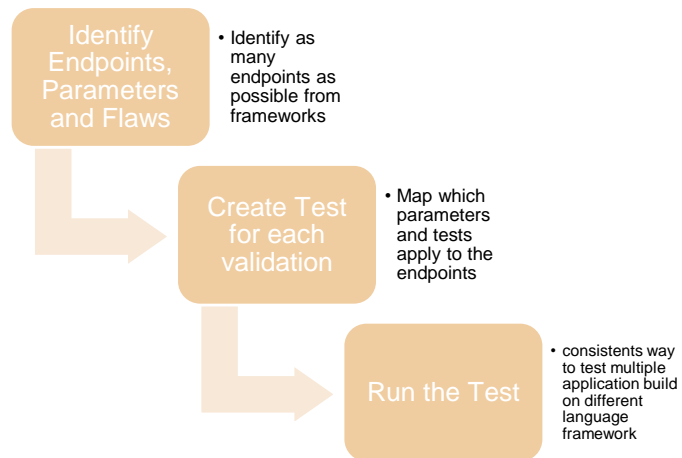 Identify
Endpoints,
Parameters
and Flaws
• Identify as
many
endpoints as
possible from
frameworks
Create Test
for each
validation
• Map which
parameters
and tests
apply to the
endpoints
Run the Test
• consistents way
to test multiple
application build
on different
language
framework